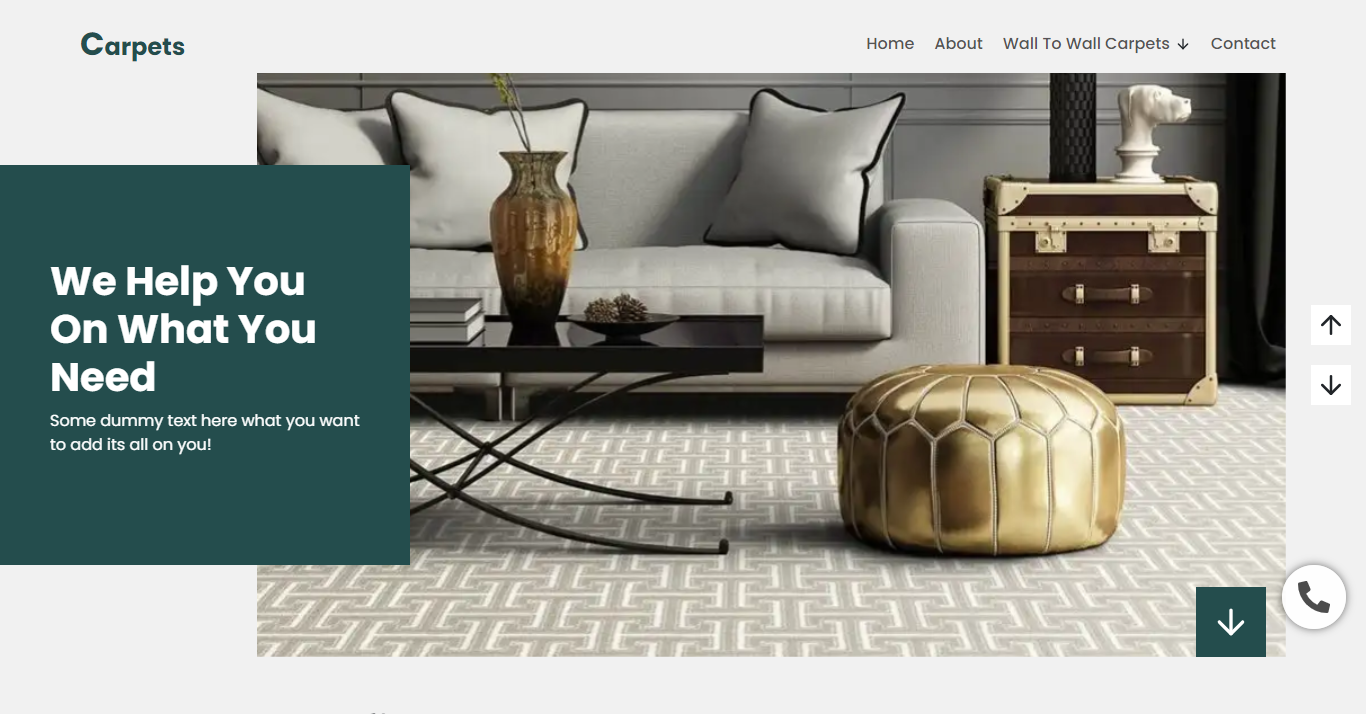 Carpets
Home About Wall To Wall Carpets Contact
We Help You
On What You
Need
Some dummy text here what you want
to add its all on you!